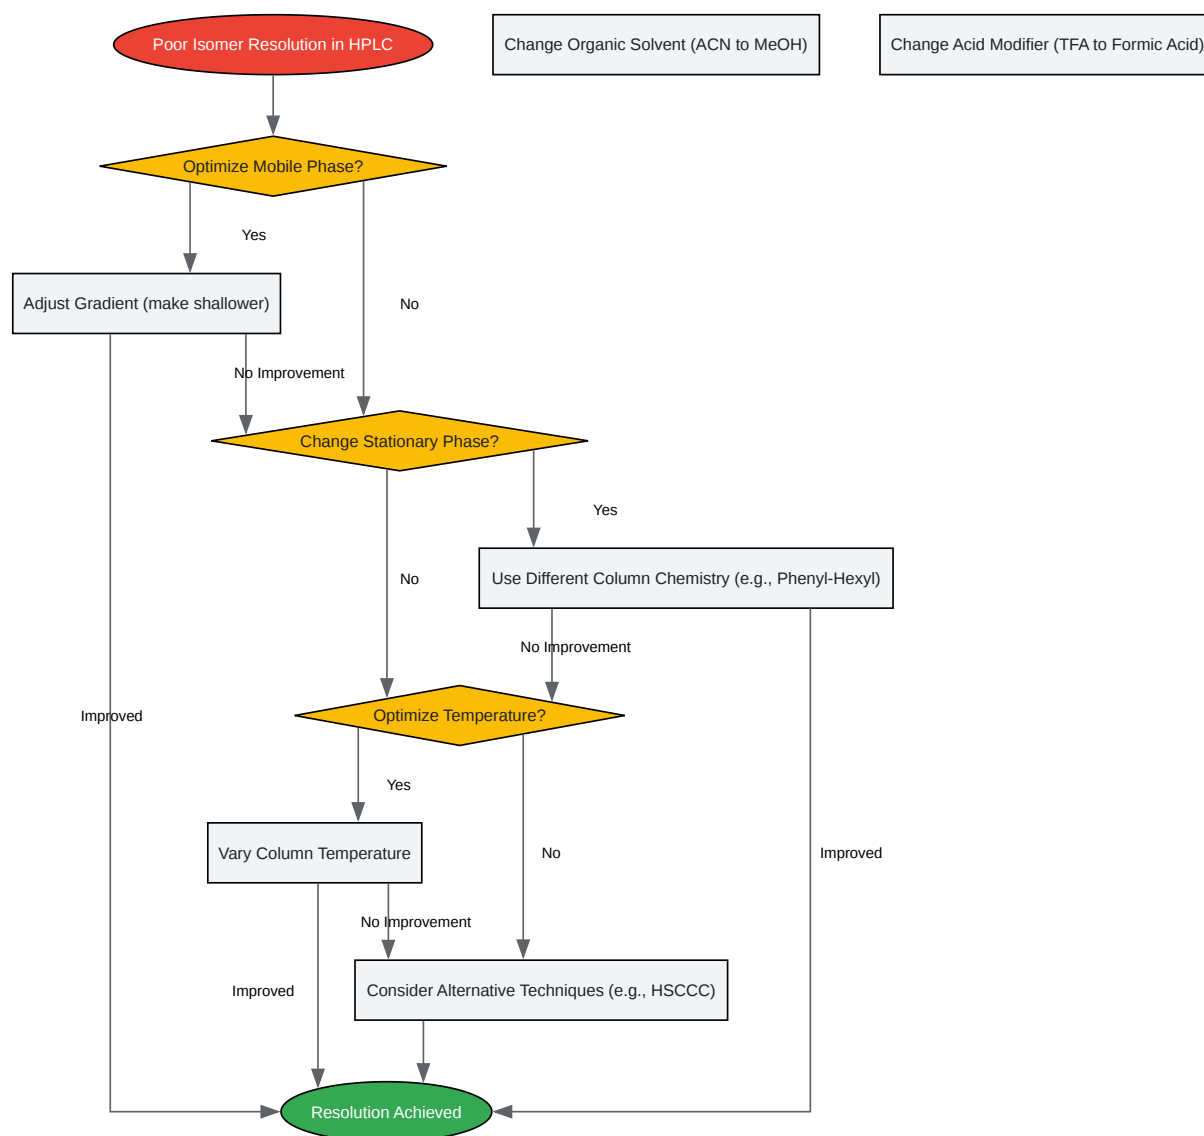 Poor Isomer Resolution in HPLC
Change Organic Solvent (ACN to MeOH)
Change Acid Modifier (TFA to Formic Acid)
Optimize Mobile Phase?
Yes
Adjust Gradient (make shallower)
No
No Improvement
Change Stationary Phase?
Yes
Use Different Column Chemistry (e.g., Phenyl-Hexyl)
No
No Improvement
Improved
Optimize Temperature?
Yes
Vary Column Temperature
No
Improved
No Improvement
Improved
Consider Alternative Techniques (e.g., HSCCC)
Resolution Achieved